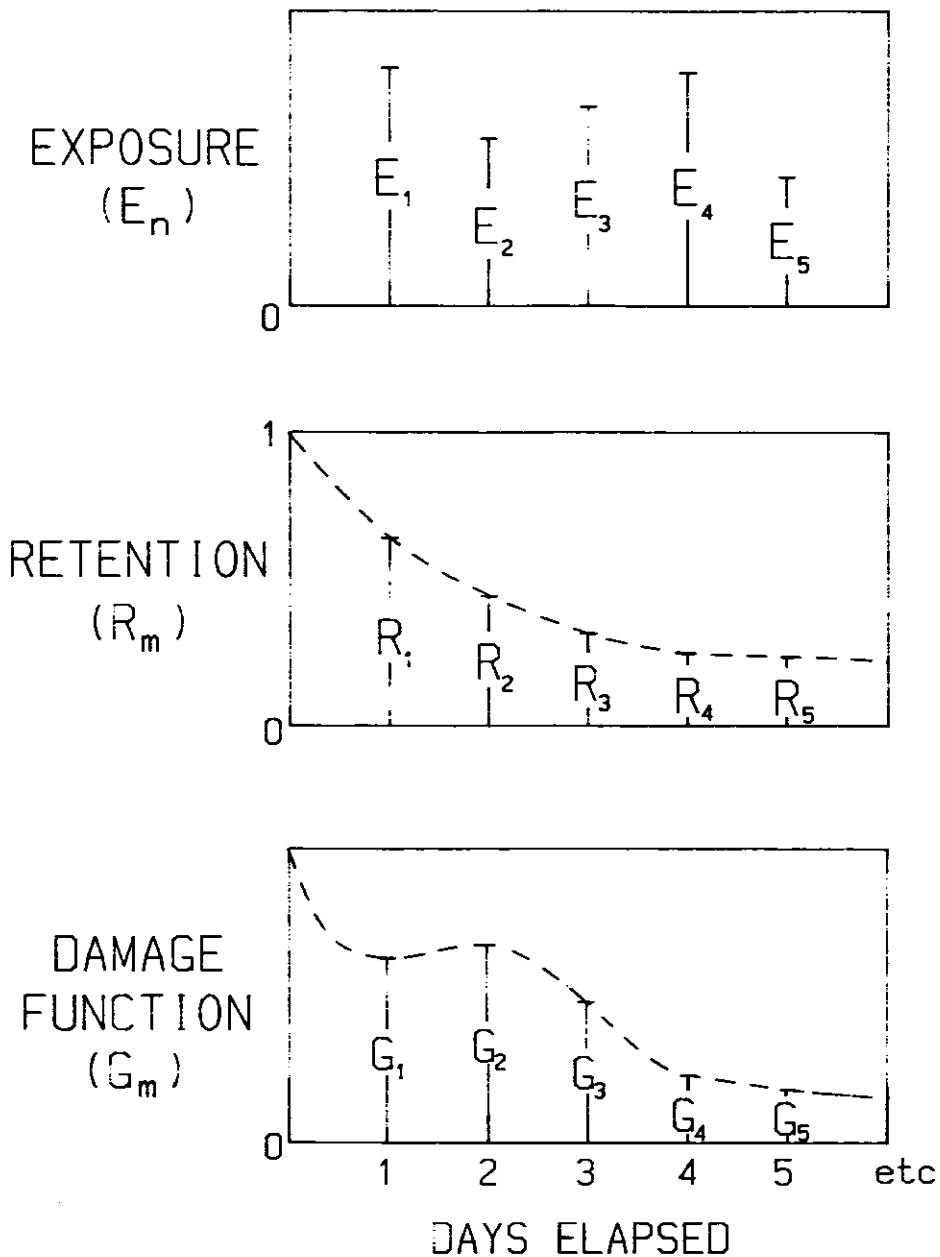 EXPOSURE
(Eₙ)
E₁
E₂
E₃
E₄
E₅
0
1
RETENTION
(Rₘ)
R₁
R₂
R₃
R₄
R₅
0
DAMAGE
FUNCTION
(Gₘ)
G₁
G₂
G₃
G₄
G₅
0
1 2 3 4 5 etc
DAYS ELAPSED